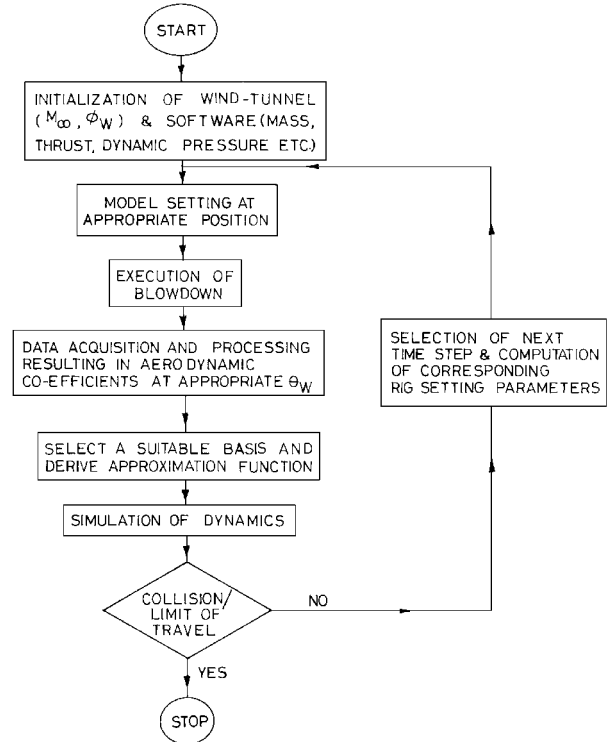 START
INITIALIZATION OF WIND-TUNNEL
(M∞, ϕW) & SOFTWARE (MASS,
THRUST, DYNAMIC PRESSURE ETC.)
MODEL SETTING AT
APPROPRIATE POSITION
EXECUTION OF
BLOWDOWN
DATA ACQUISITION AND PROCESSING
RESULTING IN AERODYNAMIC
CO-EFFICIENTS AT APPROPRIATE θW
SELECT A SUITABLE BASIS AND
DERIVE APPROXIMATION FUNCTION
SIMULATION OF DYNAMICS
COLLISION/
LIMIT OF
TRAVEL
NO
YES
STOP
SELECTION OF NEXT
TIME STEP & COMPUTATION
OF CORRESPONDING
RIG SETTING PARAMETERS